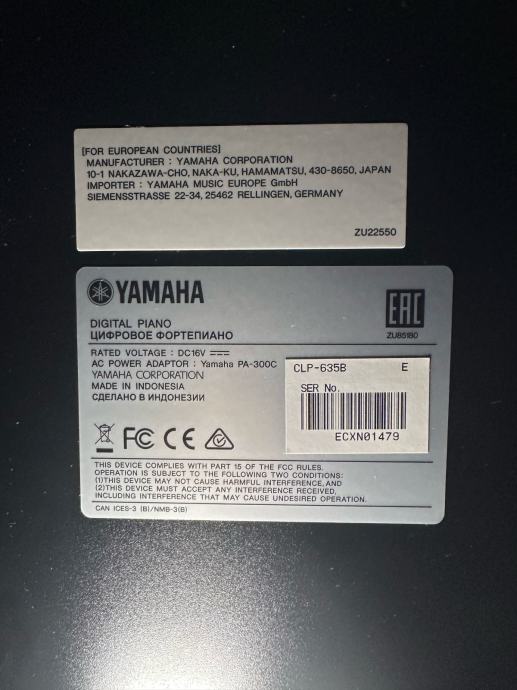 [FOR EUROPEAN COUNTRIES]
MANUFACTURER : YAMAHA CORPORATION
10-1 NAKAZAWA-CHO, NAKA-KU, HAMAMATSU, 430-8650, JAPAN
IMPORTER : YAMAHA MUSIC EUROPE GmbH
SIEMENSSTRASSE 22-34, 25462 RELLINGEN, GERMANY
ZU22550
YAMAHA
EAC
DIGITAL PIANO
ЦИФРОВОЕ ФОРТЕПИАНО
ZU85180
RATED VOLTAGE : DC16V
AC POWER ADAPTOR : Yamaha PA-300C
YAMAHA CORPORATION
MADE IN INDONESIA
СДЕЛАНО В ИНДОНЕЗИИ
CLP-635B E
SER No.
ECXN01479
FC CE
THIS DEVICE COMPLIES WITH PART 15 OF THE FCC RULES.
OPERATION IS SUBJECT TO THE FOLLOWING TWO CONDITIONS:
(1)THIS DEVICE MAY NOT CAUSE HARMFUL INTERFERENCE, AND
(2)THIS DEVICE MUST ACCEPT ANY INTERFERENCE RECEIVED,
INCLUDING INTERFERENCE THAT MAY CAUSE UNDESIRED OPERATION.
CAN ICES-3 (B)/NMB-3(B)